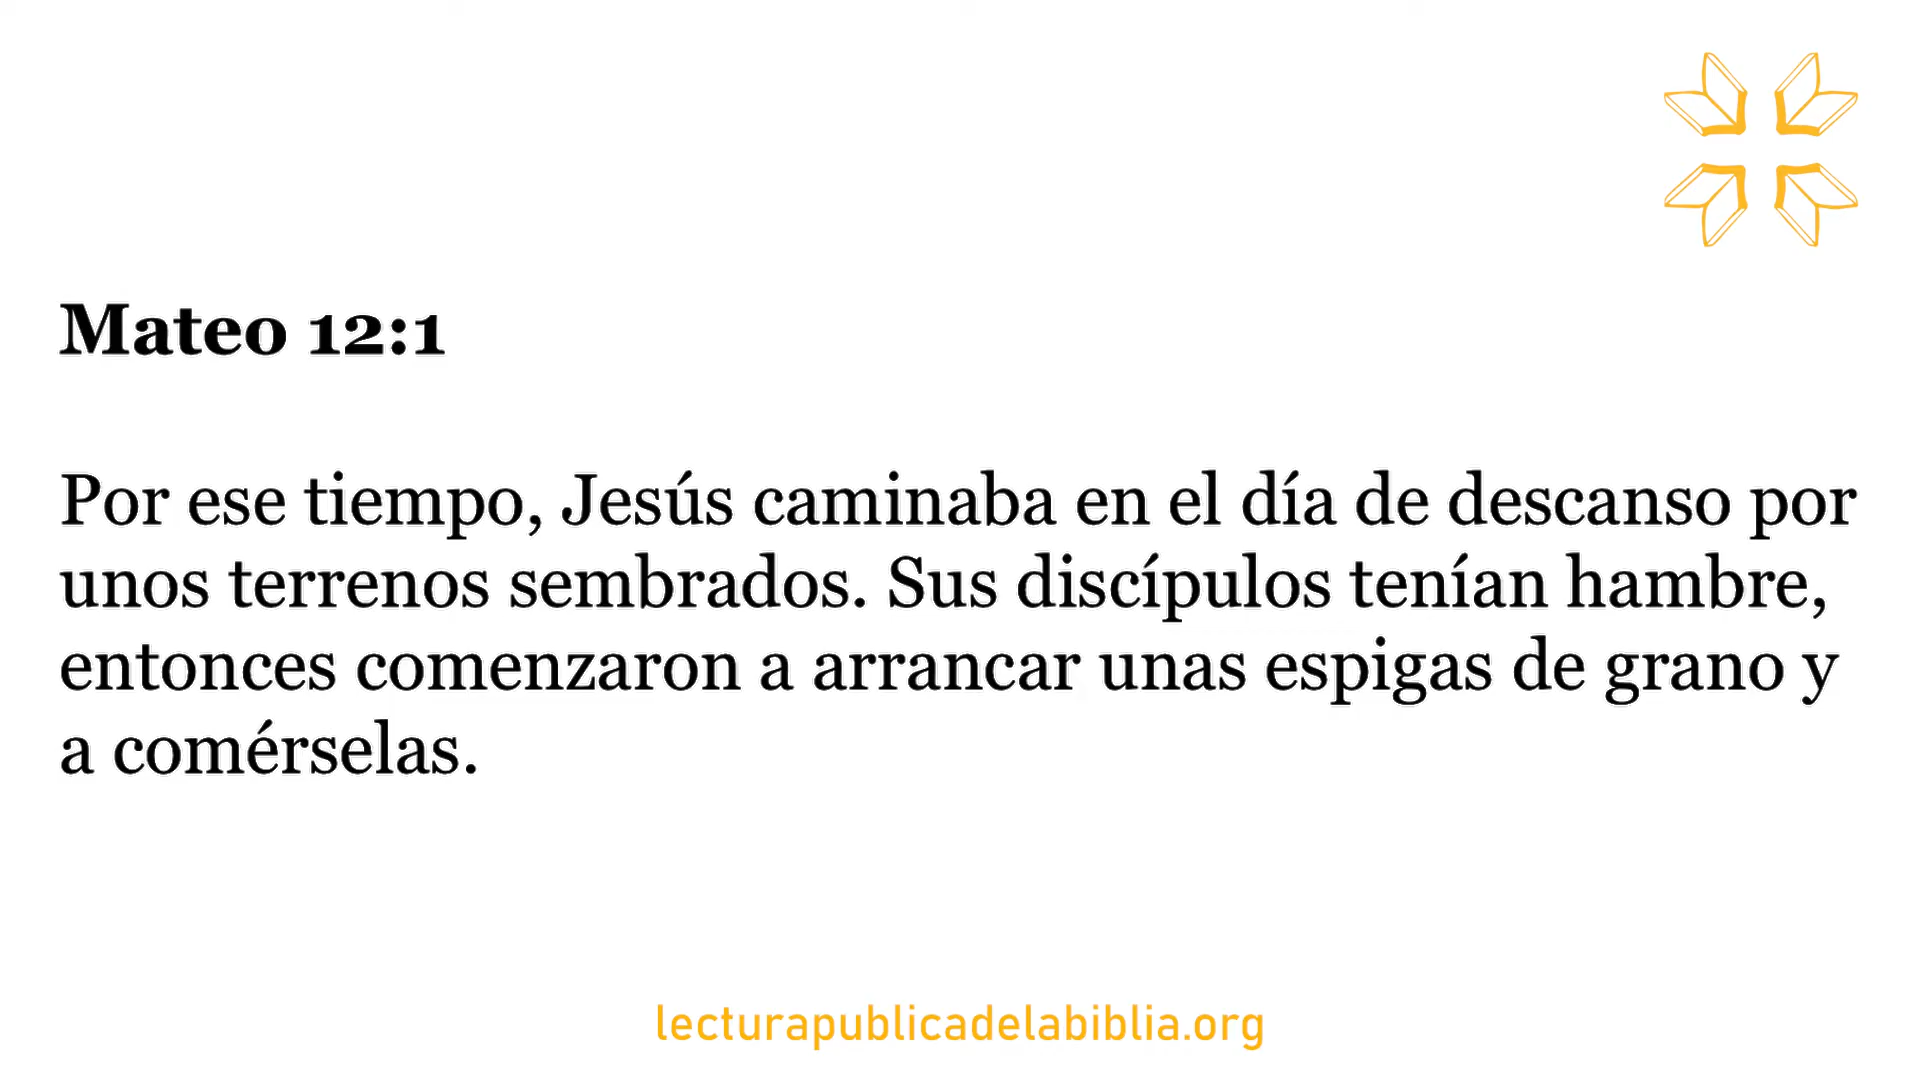 Mateo 12:1
Por ese tiempo, Jesús caminaba en el día de descanso por
unos terrenos sembrados. Sus discípulos tenían hambre,
entonces comenzaron a arrancar unas espigas de grano y
a comérselas.
lecturapublicadelabiblia.org